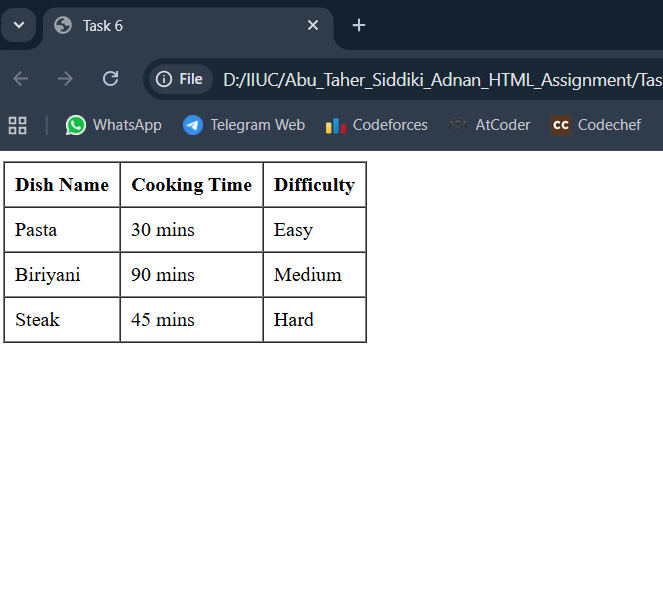 Task 6
File D:/IIUC/Abu_Taher_Siddiki_Adnan_HTML_Assignment/Tas
WhatsApp Telegram Web Codeforces AtCoder cc Codechef
Dish Name Cooking Time Difficulty
Pasta 30 mins Easy
Biriyani 90 mins Medium
Steak 45 mins Hard